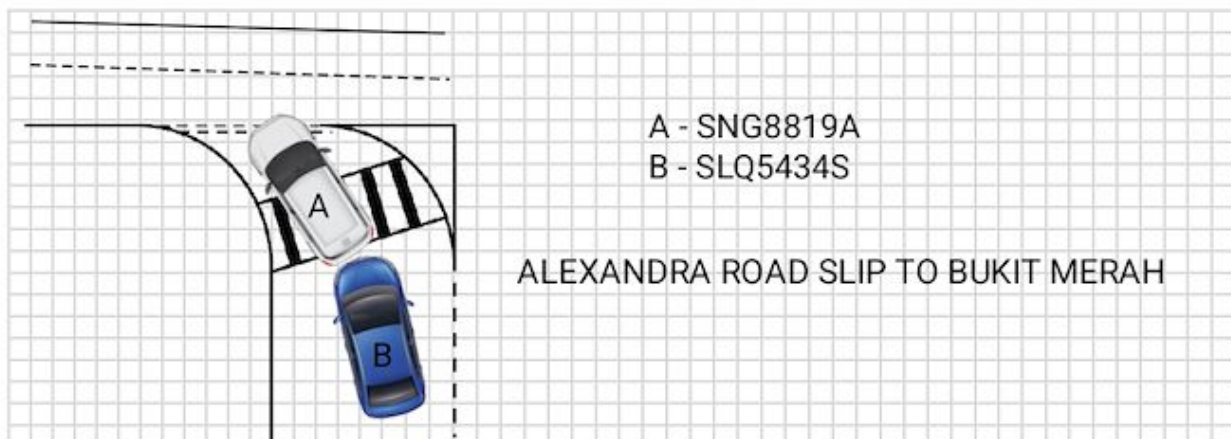 A - SNG8819A
B - SLQ5434S
A
ALEXANDRA ROAD SLIP TO BUKIT MERAH
B